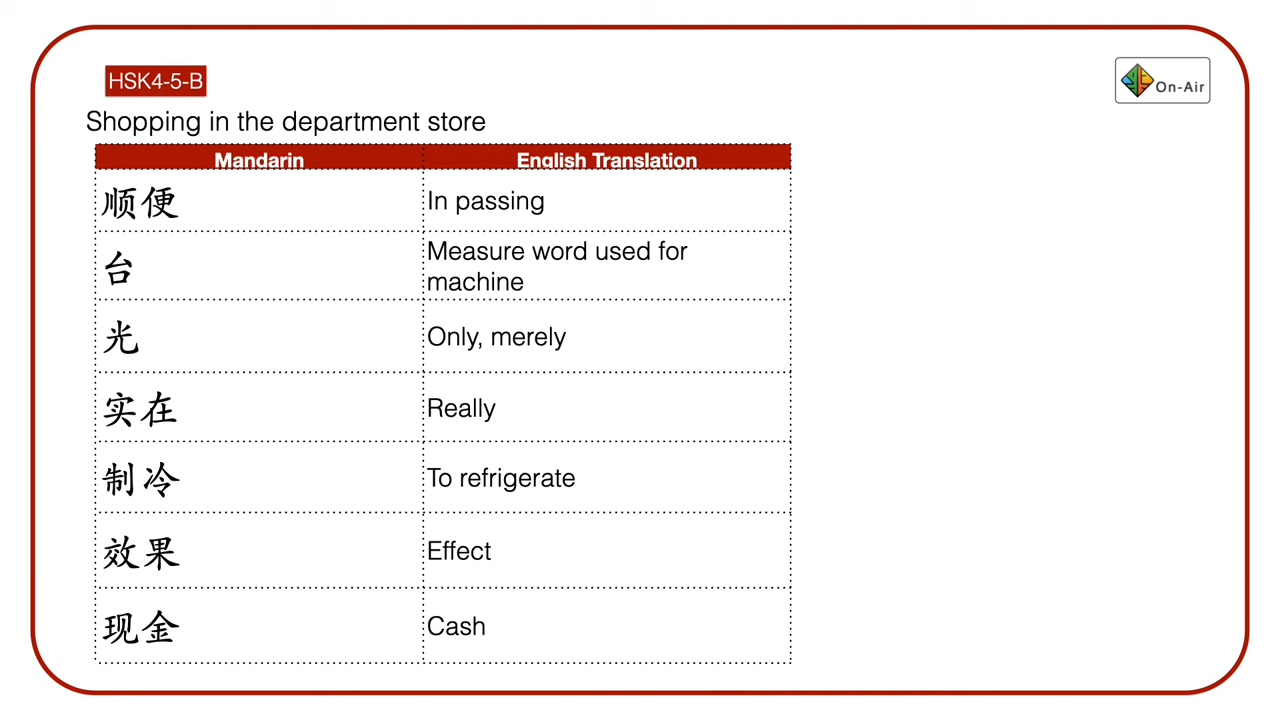 HSK4-5-B
On-Air
Shopping in the department store
Mandarin English Translation
顺便 In passing
台 Measure word used for
machine
光 Only, merely
实在 Really
制冷 To refrigerate
效果 Effect
现金 Cash